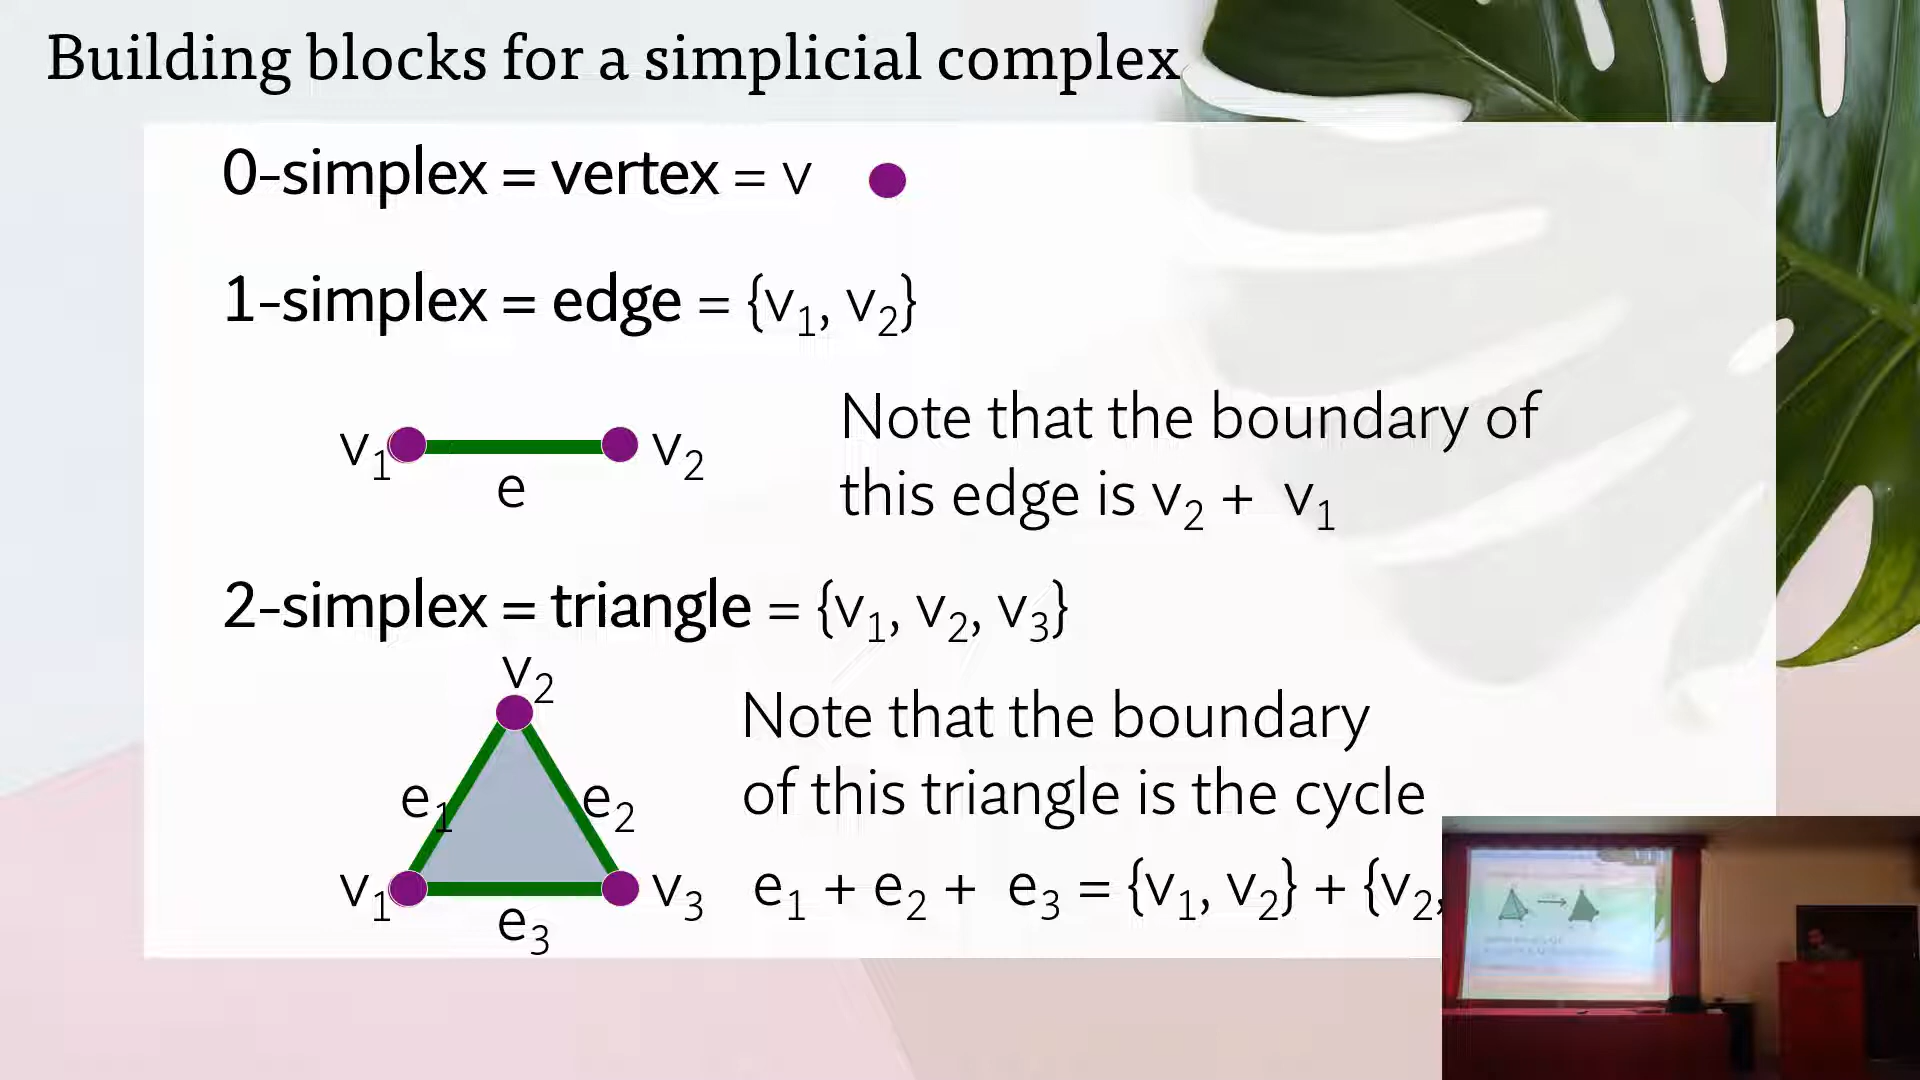 Building blocks for a simplicial complex
0-simplex = vertex = v
1-simplex = edge = {v₁, v₂}
v₁ v₂
e
Note that the boundary of
this edge is v₂ + v₁
2-simplex = triangle = {v₁, v₂, v₃}
v₂
e₁ e₂
v₁ v₃
e₃
Note that the boundary
of this triangle is the cycle
e₁ + e₂ + e₃ = {v₁, v₂} + {v₂,